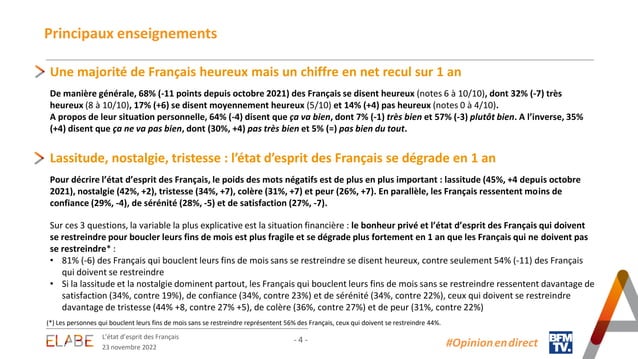 Principaux enseignements
Une majorité de Français heureux mais un chiffre en net recul sur 1 an
De manière générale, 68% (-11 points depuis octobre 2021) des Français se disent heureux (notes 6 à 10/10), dont 32% (-7) très
heureux (8 à 10/10), 17% (+6) se disent moyennement heureux (5/10) et 14% (+4) pas heureux (notes 0 à 4/10).
A propos de leur situation personnelle, 64% (-4) disent que ça va bien, dont 7% (-1) très bien et 57% (-3) plutôt bien. A l’inverse, 35%
(+4) disent que ça ne va pas bien, dont (30%, +4) pas très bien et 5% (=) pas bien du tout.
Lassitude, nostalgie, tristesse : l’état d’esprit des Français se dégrade en 1 an
Pour décrire l’état d’esprit des Français, le poids des mots négatifs est de plus en plus important : lassitude (45%, +4 depuis octobre
2021), nostalgie (42%, +2), tristesse (34%, +7), colère (31%, +7) et peur (26%, +7). En parallèle, les Français ressentent moins de
confiance (29%, -4), de sérénité (28%, -5) et de satisfaction (27%, -7).
Sur ces 3 questions, la variable la plus explicative est la situation financière : le bonheur privé et l’état d’esprit des Français qui doivent
se restreindre pour boucler leurs fins de mois est plus fragile et se dégrade plus fortement en 1 an que les Français qui ne doivent pas
se restreindre* :
• 81% (-6) des Français qui bouclent leurs fins de mois sans se restreindre se disent heureux, contre seulement 54% (-11) des Français
qui doivent se restreindre
• Si la lassitude et la nostalgie dominent partout, les Français qui bouclent leurs fins de mois sans se restreindre ressentent davantage de
satisfaction (34%, contre 19%), de confiance (34%, contre 23%) et de sérénité (34%, contre 22%), ceux qui doivent se restreindre
davantage de tristesse (44% +8, contre 27% +5), de colère (36%, contre 27%) et de peur (31%, contre 22%)
(*) Les personnes qui bouclent leurs fins de mois sans se restreindre représentent 56% des Français, ceux qui doivent se restreindre 44%.
ELABE
L’état d’esprit des Français
23 novembre 2022
- 4 -
#Opinion en direct
BFM
TV.